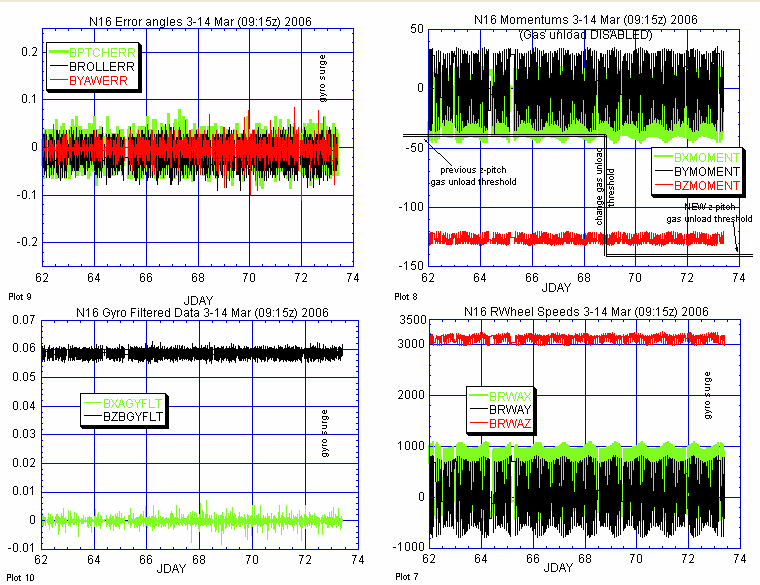 N16 Error angles 3-14 Mar (09:15z) 2006
0.2
0.1
0
-0.1
-0.2
BPTCHERR
BROLLERR
BYAWERR
gyro surge
62 64 66 68 70 72 74
JDAY
Plot 9
N16 Momentums 3-14 Mar (09:15z) 2006
(Gas unload DISABLED)
50
0
-50
-100
-150
previous z-pitch
gas unload threshold
change gas unload
threshold
BXMOMENT
BYMOMENT
BZMOMENT
NEW z-pitch
gas unload threshold
62 64 66 68 70 72 74
JDAY
Plot 8
N16 Gyro Filtered Data 3-14 Mar (09:15z) 2006
0.07
0.06
0.05
0.04
0.03
0.02
0.01
0
-0.01
BXAGYFLT
BZBGYFLT
gyro surge
62 64 66 68 70 72 74
JDAY
Plot 10
N16 RWheel Speeds 3-14 Mar (09:15z) 2006
3500
3000
2000
1000
0
-1000
BRWAX
BRWAY
BRWAZ
gyro surge
62 64 66 68 70 72 74
JDAY
Plot 7